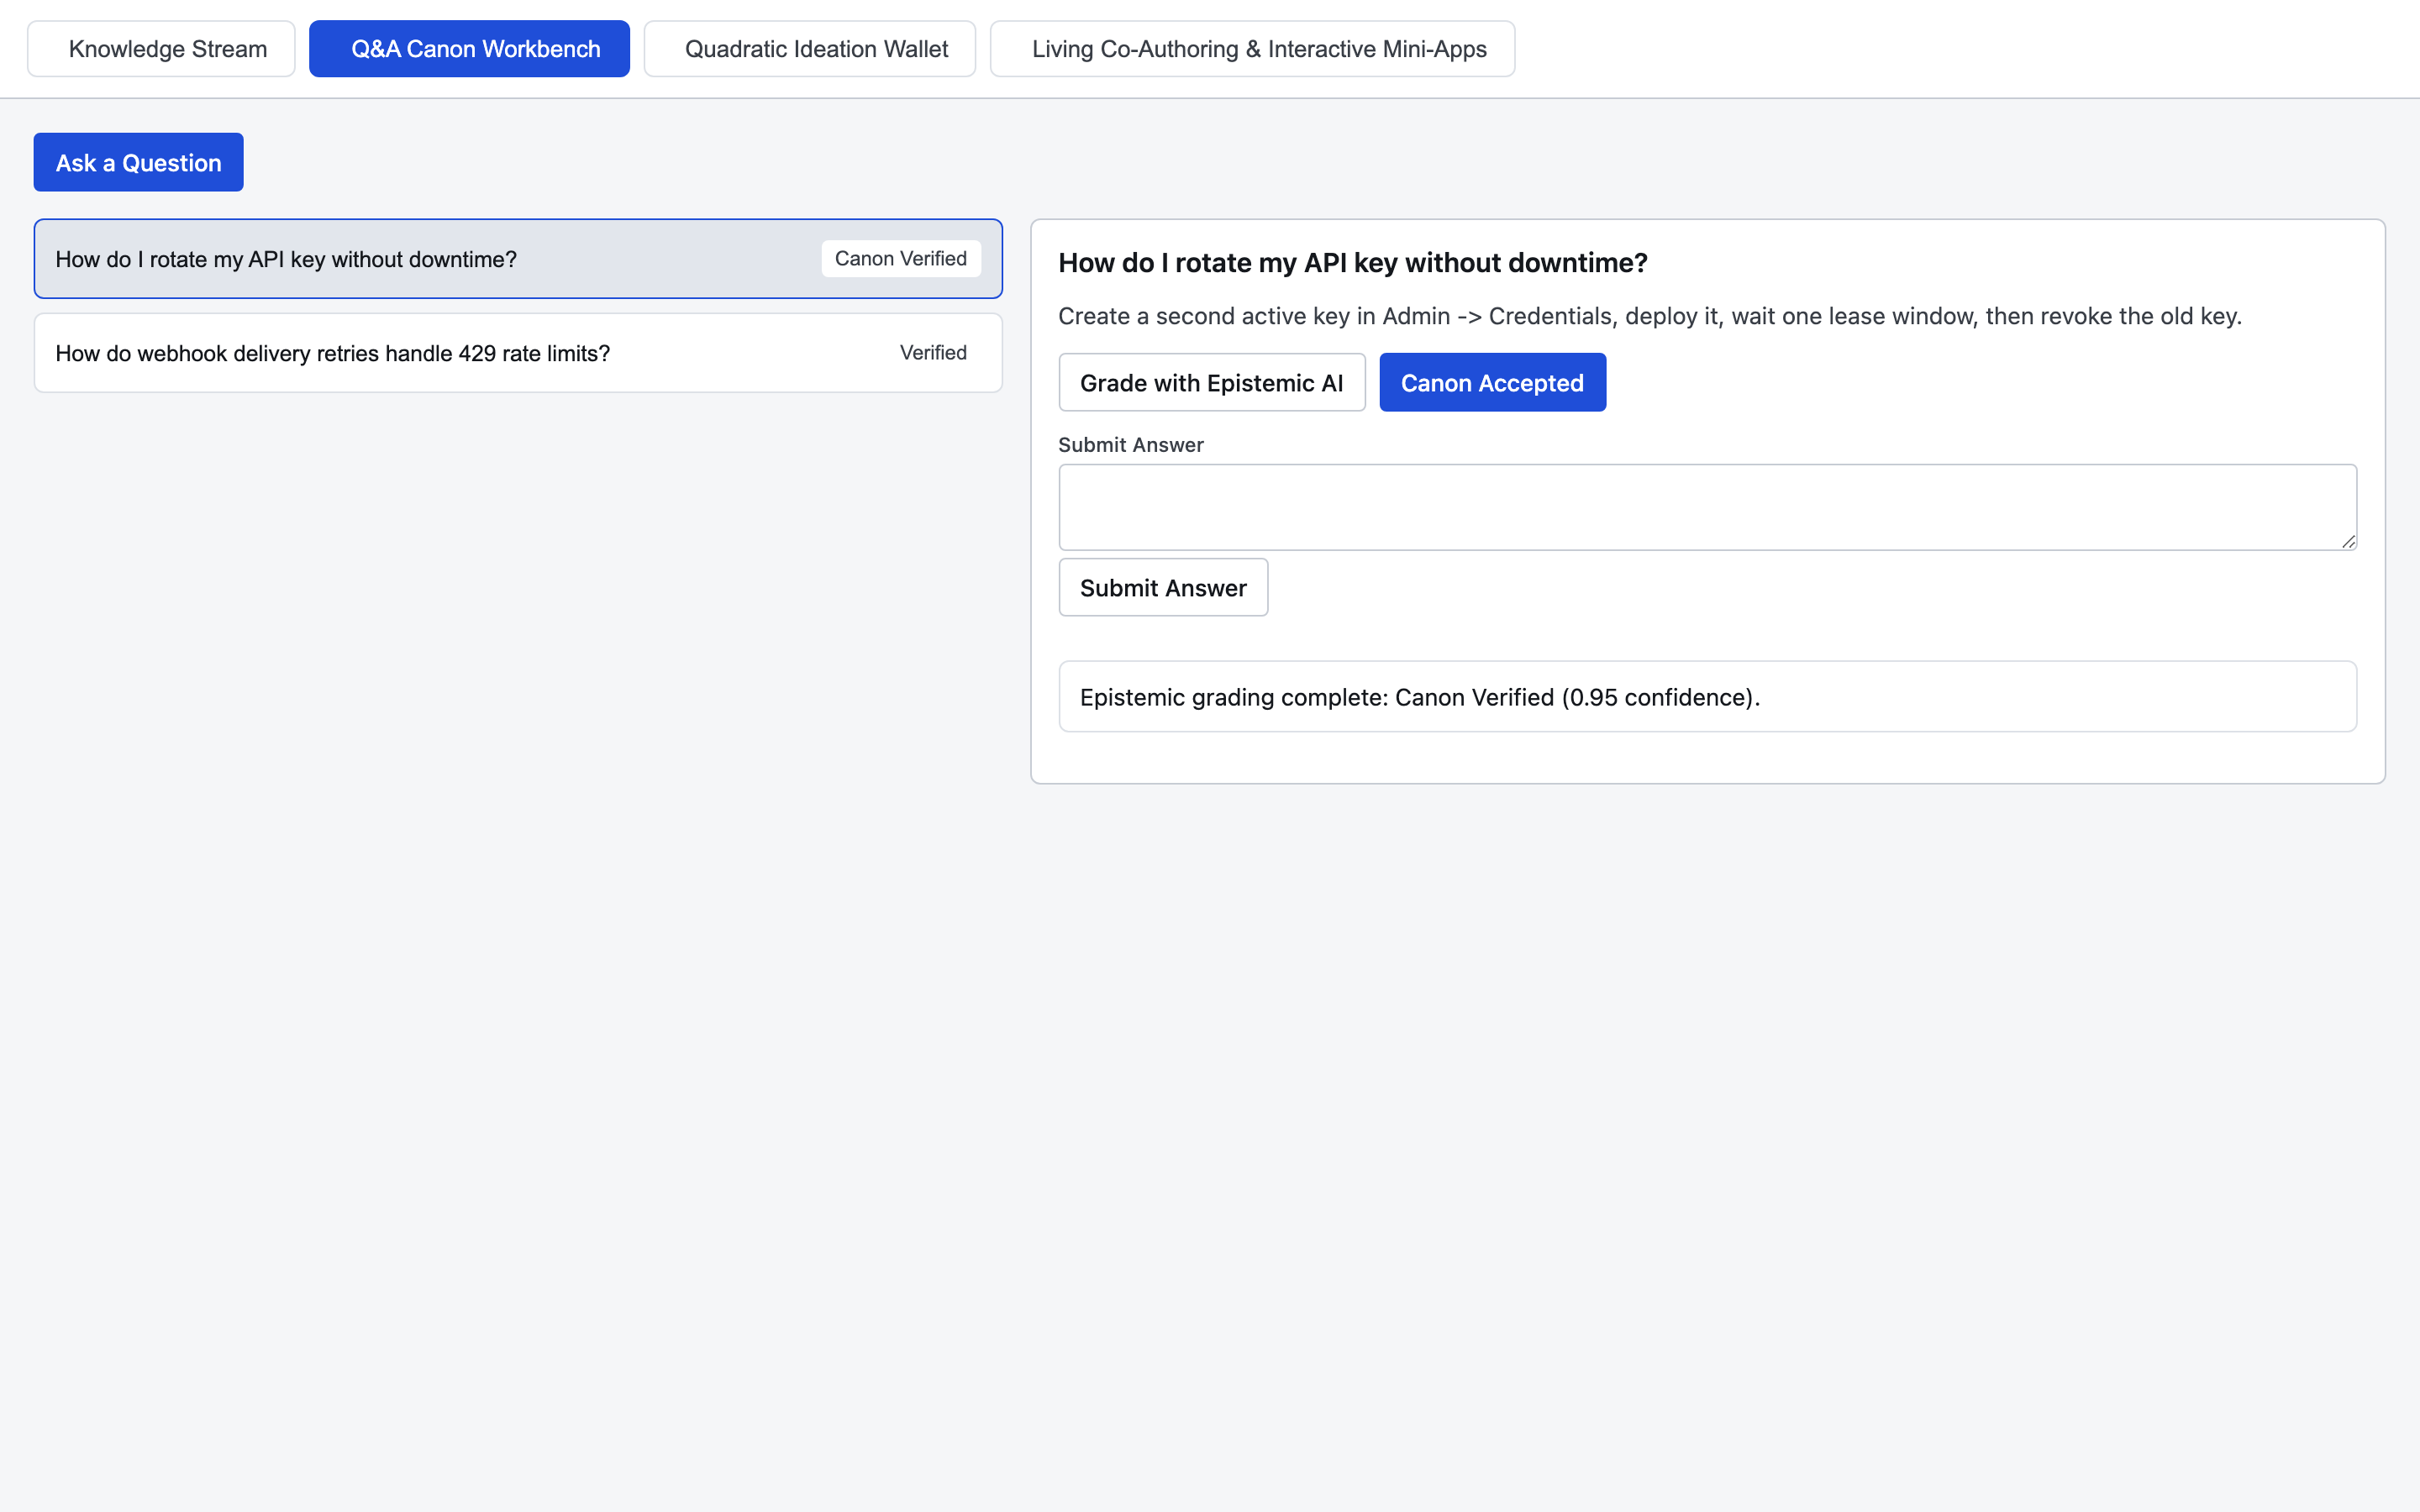 Knowledge Stream
Q&A Canon Workbench
Quadratic Ideation Wallet
Living Co-Authoring & Interactive Mini-Apps
Ask a Question
How do I rotate my API key without downtime?
Canon Verified
How do webhook delivery retries handle 429 rate limits?
Verified
How do I rotate my API key without downtime?
Create a second active key in Admin -> Credentials, deploy it, wait one lease window, then revoke the old key.
Grade with Epistemic AI
Canon Accepted
Submit Answer
Submit Answer
Epistemic grading complete: Canon Verified (0.95 confidence).